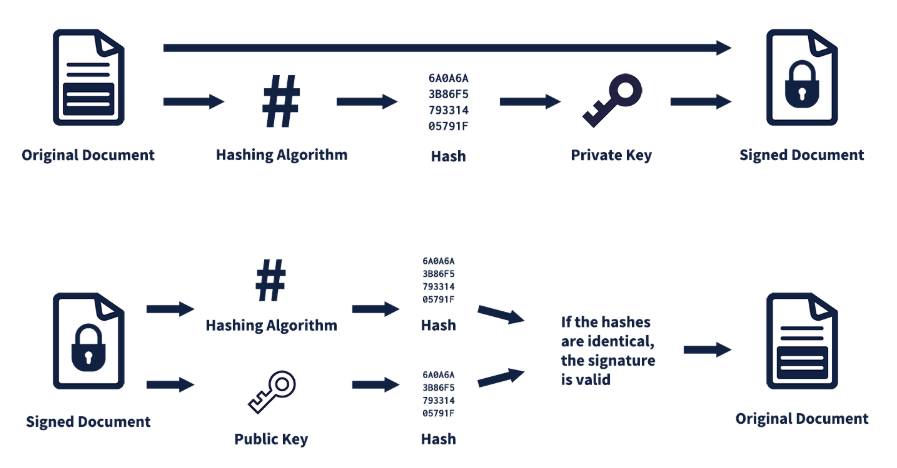 #
6A0A6A
3B86F5
793314
05791F
Original Document
Hashing Algorithm
Hash
Private Key
Signed Document
#
6A0A6A
3B86F5
793314
05791F
Hashing Algorithm
Hash
If the hashes
are identical,
the signature
is valid
6A0A6A
3B86F5
793314
05791F
Signed Document
Public Key
Hash
Original Document